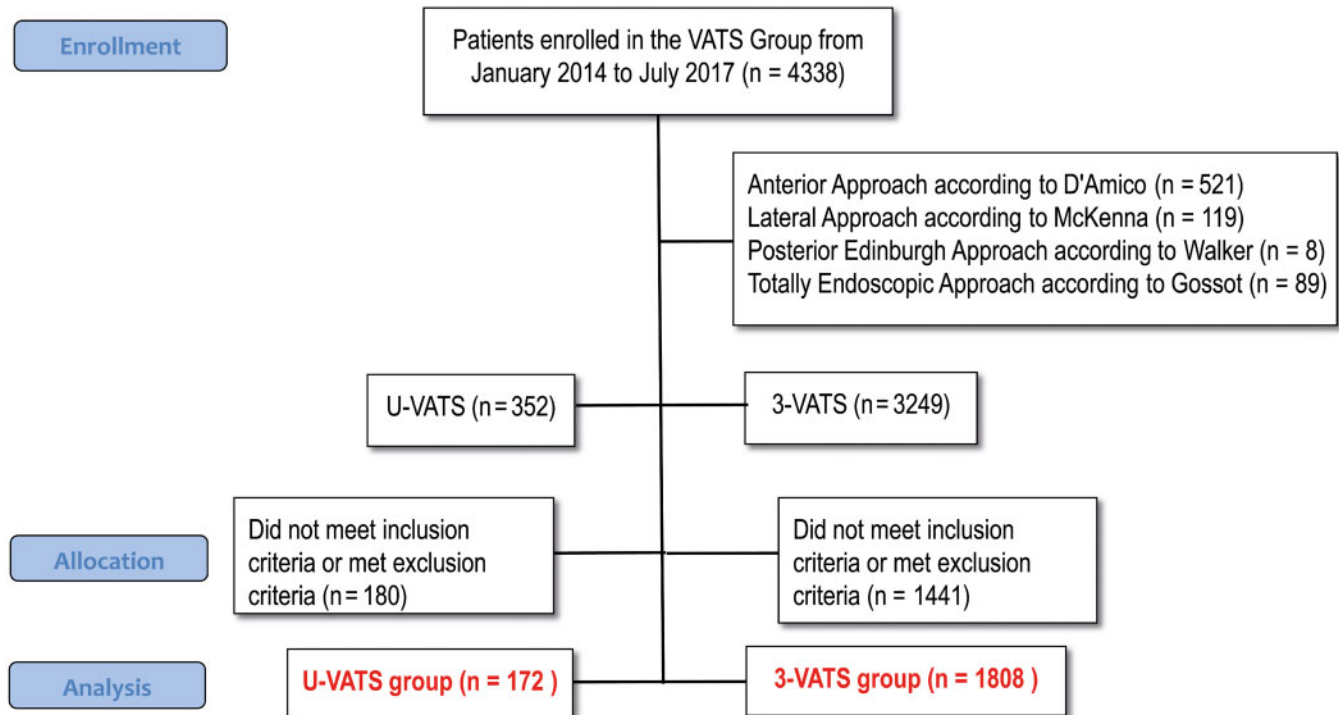 Enrollment
Patients enrolled in the VATS Group from
January 2014 to July 2017 (n = 4338)
Anterior Approach according to D'Amico (n = 521)
Lateral Approach according to McKenna (n = 119)
Posterior Edinburgh Approach according to Walker (n = 8)
Totally Endoscopic Approach according to Gossot (n = 89)
U-VATS (n = 352)
3-VATS (n = 3249)
Allocation
Did not meet inclusion
criteria or met exclusion
criteria (n = 180)
Did not meet inclusion
criteria or met exclusion
criteria (n = 1441)
Analysis
U-VATS group (n = 172 )
3-VATS group (n = 1808 )